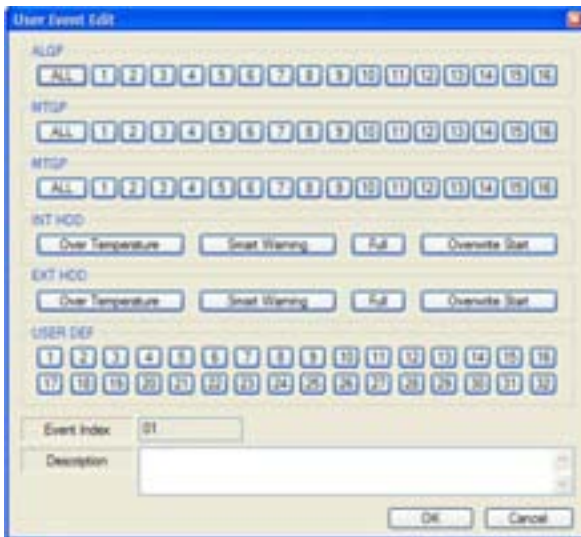 User Event Edit
ALGP
ALL 1 2 3 4 5 6 7 8 9 10 11 12 13 14 15 16
MTGP
ALL 1 2 3 4 5 6 7 8 9 10 11 12 13 14 15 16
MTGP
ALL 1 2 3 4 5 6 7 8 9 10 11 12 13 14 15 16
INT HDD
Over Temperature Smart Warning Full Overwrite Start
EXT HDD
Over Temperature Smart Warning Full Overwrite Start
USER DEF
1 2 3 4 5 6 7 8 9 10 11 12 13 14 15 16
17 18 19 20 21 22 23 24 25 26 27 28 29 30 31 32
Event Index 01
Description
OK Cancel